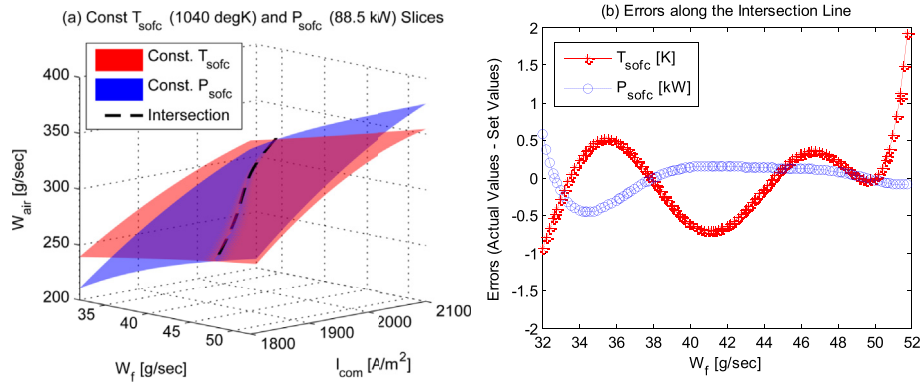 (a) Const T_sofc (1040 degK) and P_sofc (88.5 kW) Slices
Const. T_sofc
Const. P_sofc
Intersection
400
350
300
250
200
W_air [g/sec]
35
40
45
50
W_f [g/sec]
1800
1900
2000
2100
I_com [A/m²]
(b) Errors along the Intersection Line
T_sofc [K]
P_sofc [kW]
2
1.5
1
0.5
0
-0.5
-1
-1.5
-2
Errors (Actual Values - Set Values)
32
34
36
38
40
42
44
46
48
50
52
W_f [g/sec]